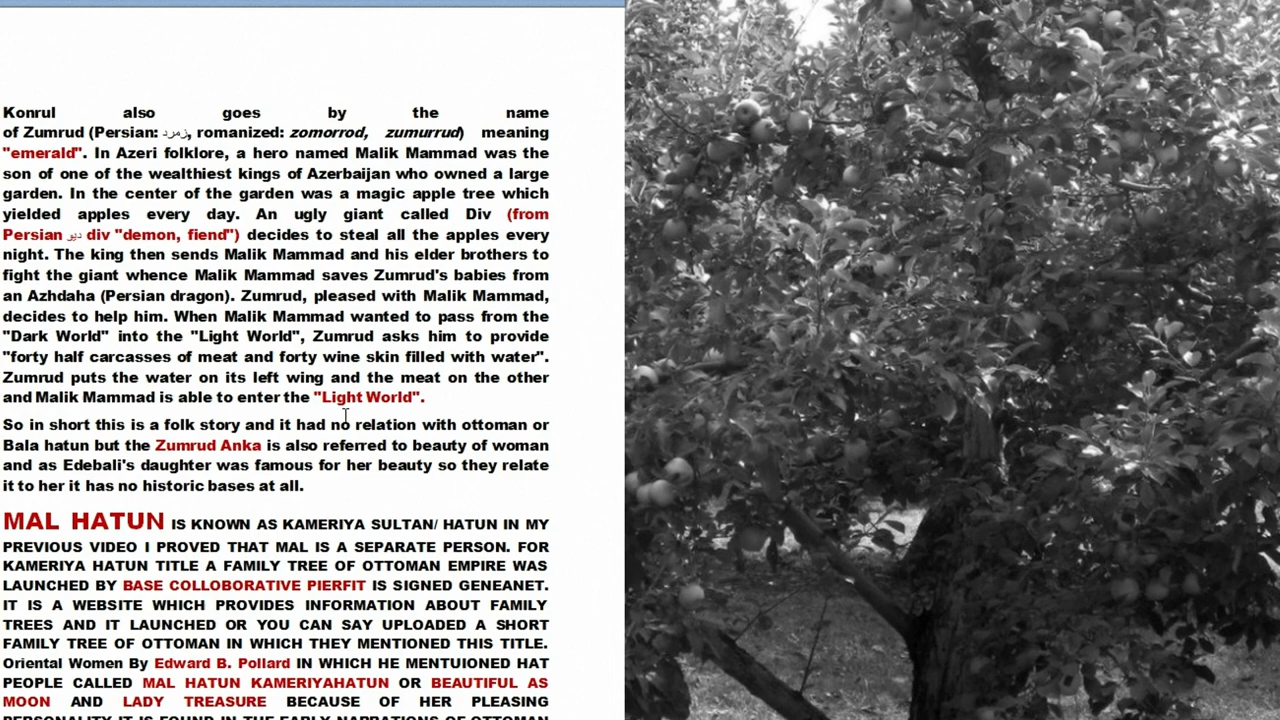 Konrul also goes by the name
of Zumrud (Persian: زمرد, romanized: zomorrod, zumurrud) meaning
"emerald". In Azeri folklore, a hero named Malik Mammad was the
son of one of the wealthiest kings of Azerbaijan who owned a large
garden. In the center of the garden was a magic apple tree which
yielded apples every day. An ugly giant called Div (from
Persian دیو div "demon, fiend") decides to steal all the apples every
night. The king then sends Malik Mammad and his elder brothers to
fight the giant whence Malik Mammad saves Zumrud's babies from
an Azhdaha (Persian dragon). Zumrud, pleased with Malik Mammad,
decides to help him. When Malik Mammad wanted to pass from the
"Dark World" into the "Light World", Zumrud asks him to provide
"forty half carcasses of meat and forty wine skin filled with water".
Zumrud puts the water on its left wing and the meat on the other
and Malik Mammad is able to enter the "Light World".
So in short this is a folk story and it had no relation with ottoman or
Bala hatun but the Zumrud Anka is also referred to beauty of woman
and as Edebali's daughter was famous for her beauty so they relate
it to her it has no historic bases at all.
MAL HATUN IS KNOWN AS KAMERIYA SULTAN/ HATUN IN MY
PREVIOUS VIDEO I PROVED THAT MAL IS A SEPARATE PERSON. FOR
KAMERIYA HATUN TITLE A FAMILY TREE OF OTTOMAN EMPIRE WAS
LAUNCHED BY BASE COLLOBORATIVE PIERFIT IS SIGNED GENEANET.
IT IS A WEBSITE WHICH PROVIDES INFORMATION ABOUT FAMILY
TREES AND IT LAUNCHED OR YOU CAN SAY UPLOADED A SHORT
FAMILY TREE OF OTTOMAN IN WHICH THEY MENTIONED THIS TITLE.
Oriental Women By Edward B. Pollard IN WHICH HE MENTUIONED HAT
PEOPLE CALLED MAL HATUN KAMERIYAHATUN OR BEAUTIFUL AS
MOON AND LADY TREASURE BECAUSE OF HER PLEASING
PERSONALITY IT IS FOUND IN THE EARLY NARRATIONS OF OTTOMAN